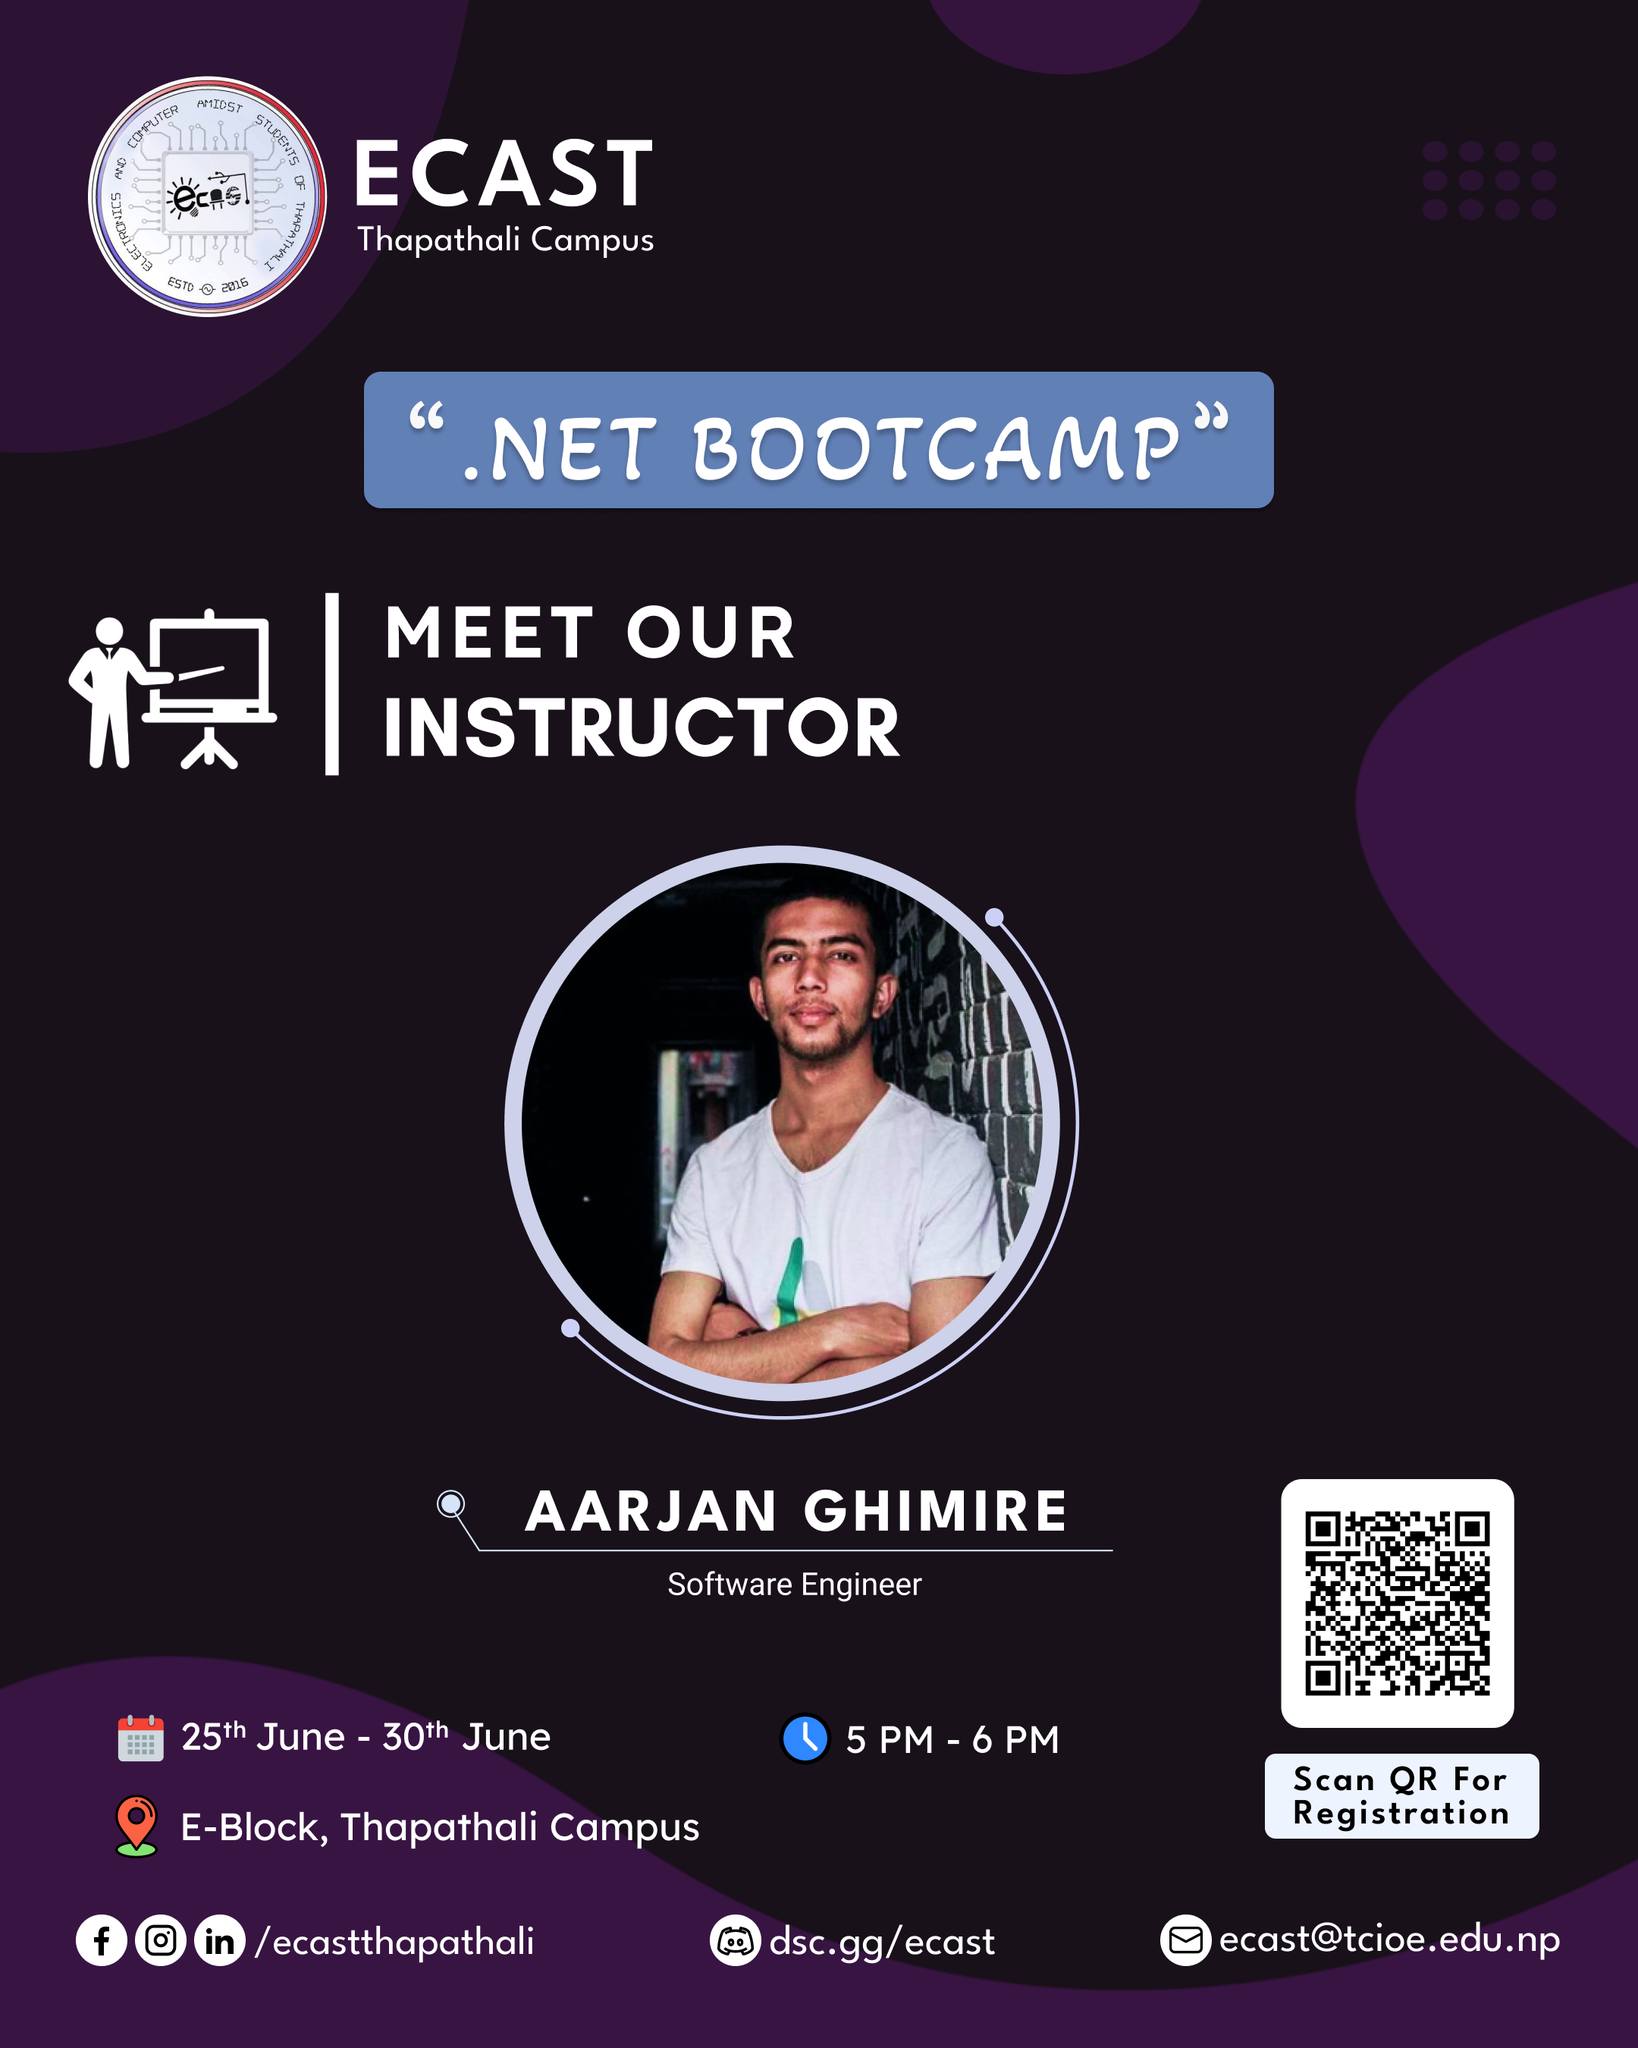 ELECTRONICS AND COMPUTER AMIDST STUDENTS OF THAPATHALI
ecast
ESTD 2016
ECAST
Thapathali Campus
“ .NET BOOTCAMP”
MEET OUR
INSTRUCTOR
AARJAN GHIMIRE
Software Engineer
25th June - 30th June
5 PM - 6 PM
E-Block, Thapathali Campus
Scan QR For
Registration
/ecastthapathali
dsc.gg/ecast
ecast@tcioe.edu.np